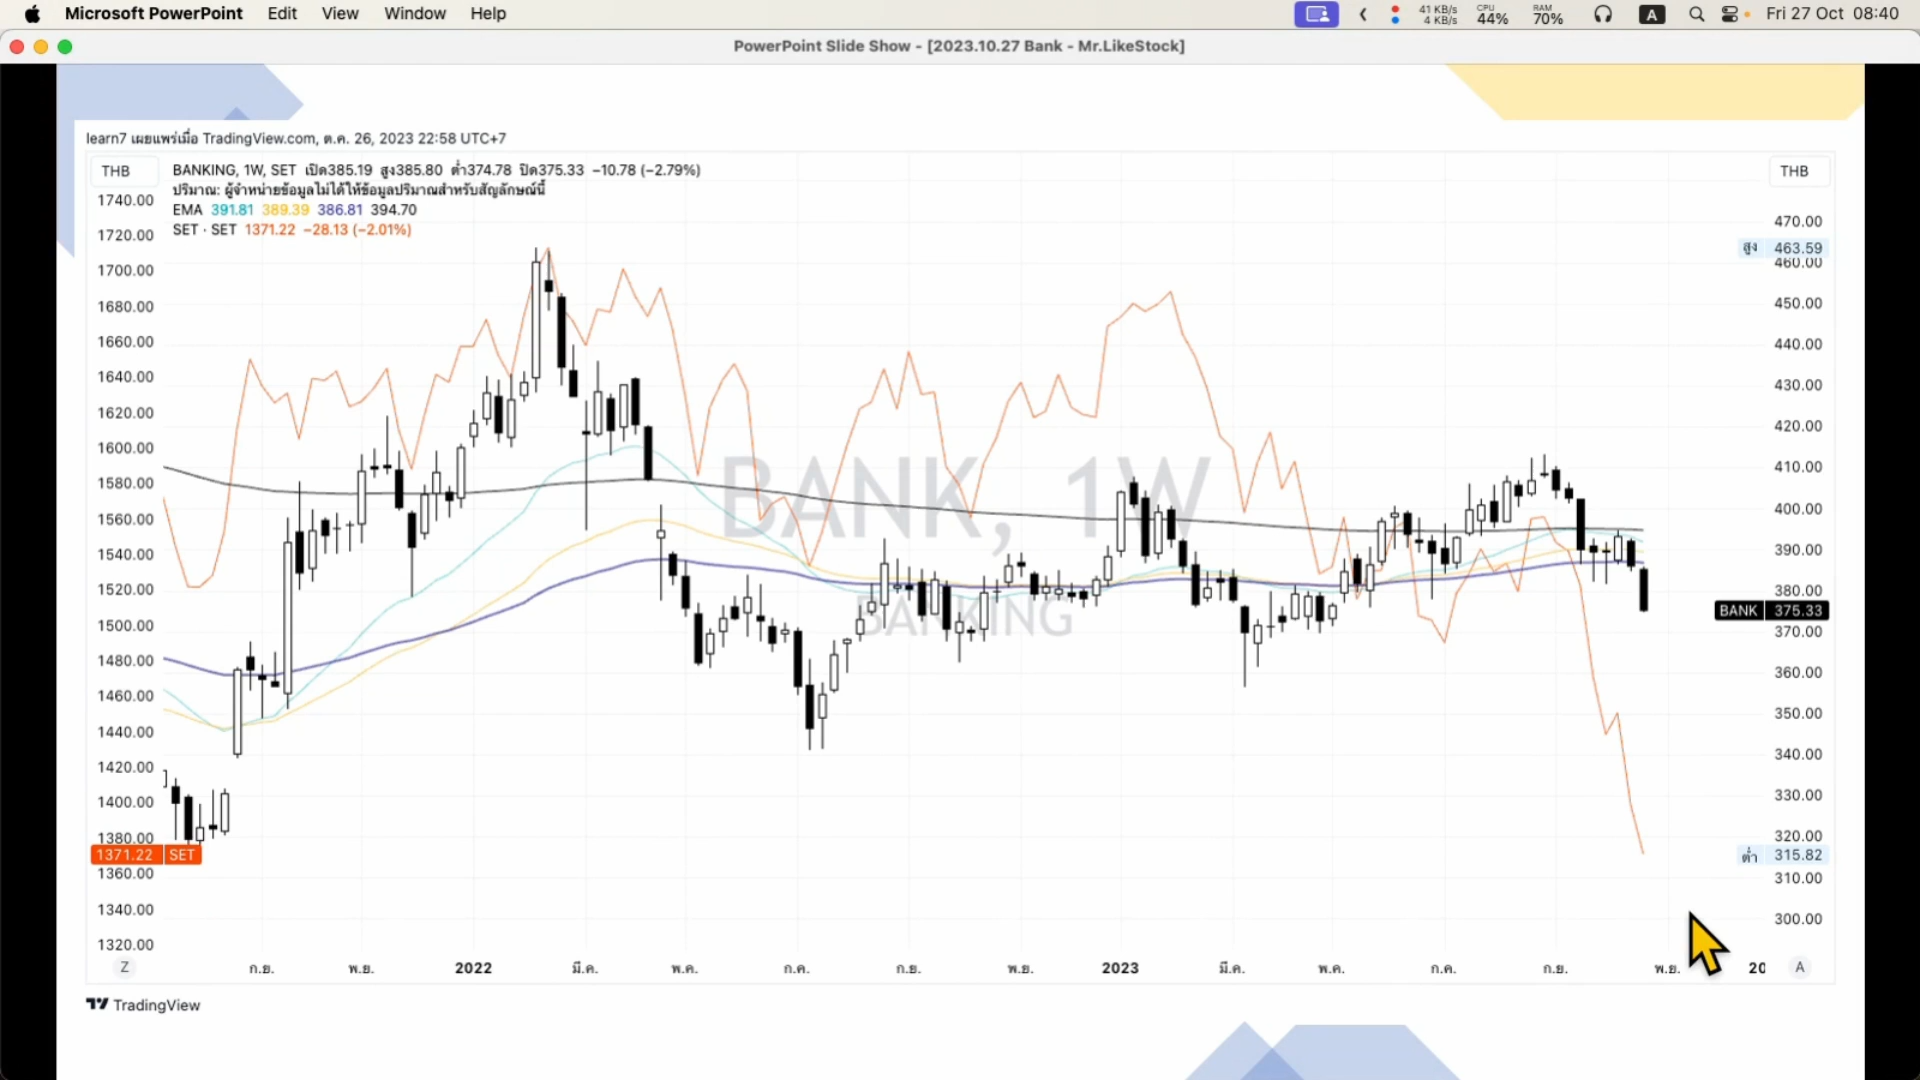 Microsoft PowerPoint Edit View Window Help
41 KB/s
4 KB/s
CPU
44%
RAM
70%
A
Fri 27 Oct 08:40
PowerPoint Slide Show - [2023.10.27 Bank - Mr.LikeStock]
learn7 เผยแพร่เมื่อ TradingView.com, ต.ค. 26, 2023 22:58 UTC+7
THB
BANKING, 1W, SET เปิด385.19 สูง385.80 ต่ำ374.78 ปิด375.33 −10.78 (−2.79%)
ปริมาณ: ผู้จำหน่ายข้อมูลไม่ได้ให้ข้อมูลปริมาณสำหรับสัญลักษณ์นี้
EMA 391.81 389.39 386.81 394.70
SET · SET 1371.22 −28.13 (−2.01%)
THB
1740.00
1720.00
1700.00
1680.00
1660.00
1640.00
1620.00
1600.00
1580.00
1560.00
1540.00
1520.00
1500.00
1480.00
1460.00
1440.00
1420.00
1400.00
1380.00
1371.22 SET
1360.00
1340.00
1320.00
BANK, 1W
BANKING
470.00
สูง 463.59
460.00
450.00
440.00
430.00
420.00
410.00
400.00
390.00
380.00
BANK 375.33
370.00
360.00
350.00
340.00
330.00
320.00
ต่ำ 315.82
310.00
300.00
Z ก.ย. พ.ย. 2022 มี.ค. พ.ค. ก.ค. ก.ย. พ.ย. 2023 มี.ค. พ.ค. ก.ค. ก.ย. พ.ย. 20 A
TradingView